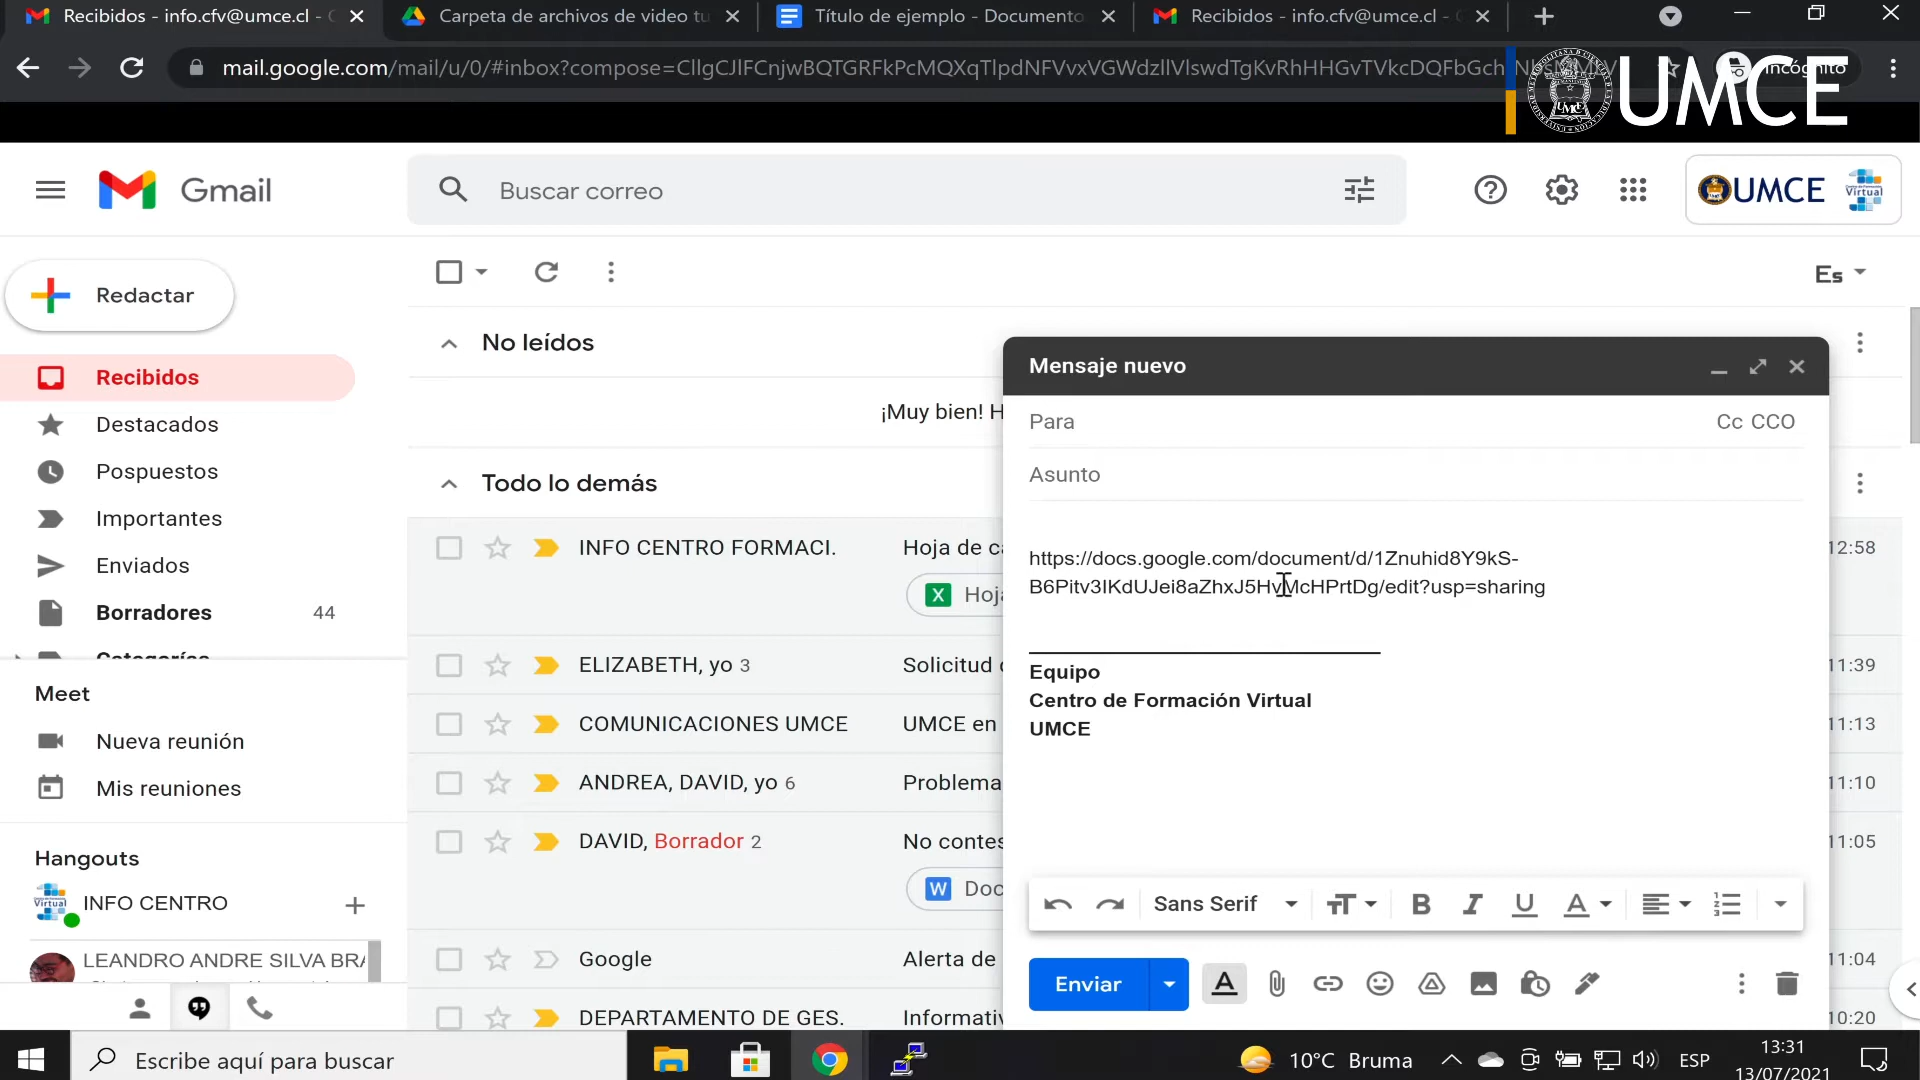 Recibidos - info.cfv@umce.cl -
Carpeta de archivos de video tu
Título de ejemplo - Documento
Recibidos - info.cfv@umce.cl -
mail.google.com/mail/u/0/#inbox?compose=
Incógnito
UMCE
Gmail
Buscar correo
UMCE
Virtual
Redactar
Es
No leídos
Recibidos
Mensaje nuevo
Destacados
¡Muy bien! H
Para
Cc CCO
Pospuestos
Todo lo demás
Asunto
Importantes
INFO CENTRO FORMACI.
Hoja de ca
12:58
Enviados
https://docs.google.com/document/d/1Znuhid8Y9kS-
B6Pitv3IKdUJei8aZhxJ5HvMcHPrtDg/edit?usp=sharing
Hoja
Borradores
44
Categorías
ELIZABETH, yo 3
Solicitud
11:39
Meet
Equipo
Centro de Formación Virtual
UMCE
COMUNICACIONES UMCE
UMCE en
11:13
Nueva reunión
ANDREA, DAVID, yo 6
Problema
11:10
Mis reuniones
DAVID, Borrador 2
No contes
11:05
Hangouts
Doc
INFO CENTRO
Sans Serif
LEANDRO ANDRE SILVA BRA
Google
Alerta de
11:04
Enviar
DEPARTAMENTO DE GES.
Informativ
10:20
Escribe aquí para buscar
10°C Bruma
ESP
13:31
13/07/2021